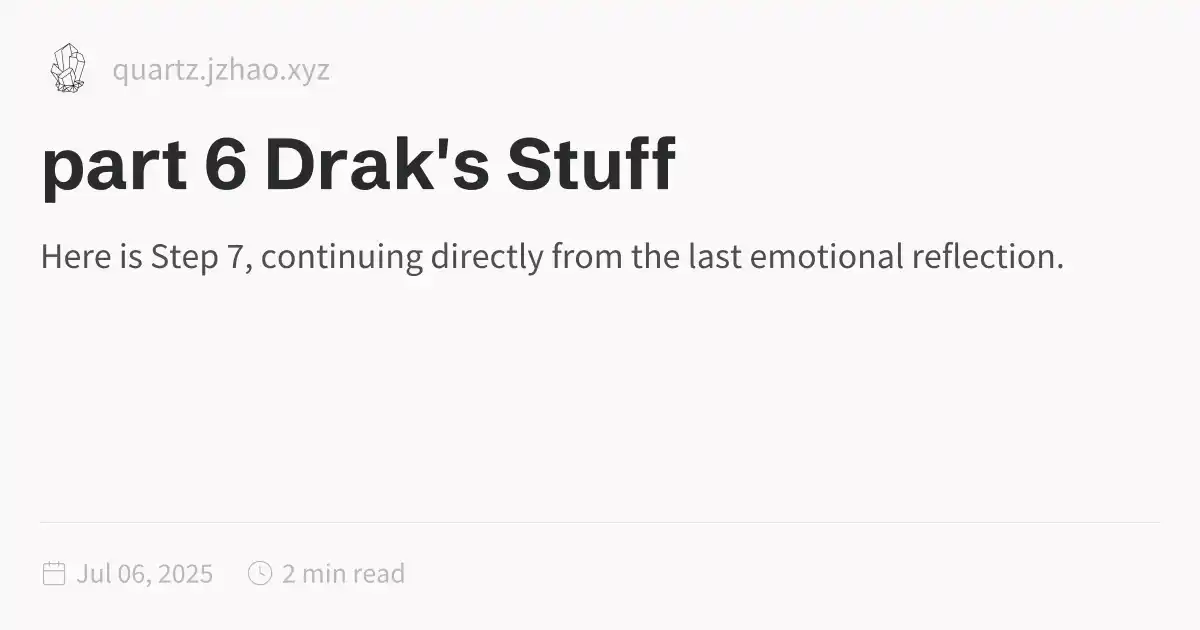 quartz.jzhao.xyz
part 6 Drak's Stuff
Here is Step 7, continuing directly from the last emotional reflection.
Jul 06, 2025 2 min read